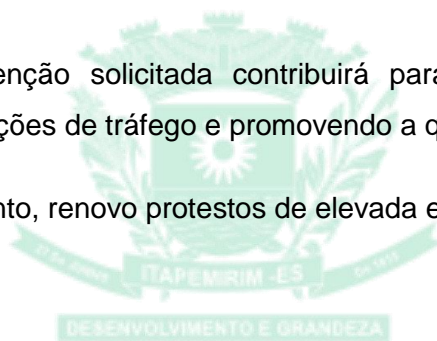 enção solicitada contribuirá para
ções de tráfego e promovendo a q
nto, renovo protestos de elevada e
ITAPEMIRIM -ES
DESENVOLVIMENTO E GRANDEZA